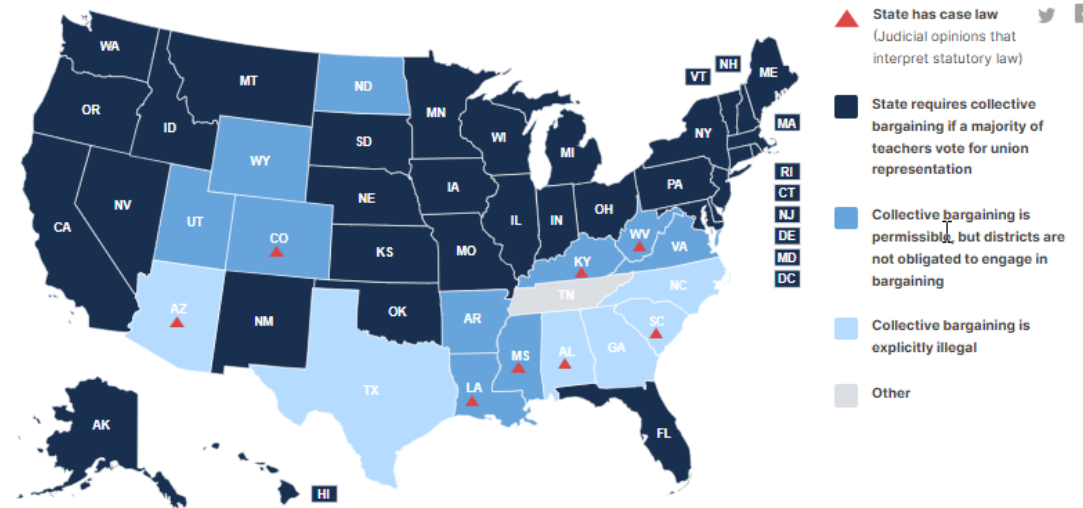 State has case law
(Judicial opinions that
interpret statutory law)
State requires collective
bargaining if a majority of
teachers vote for union
representation
Collective bargaining is
permissible, but districts are
not obligated to engage in
bargaining
Collective bargaining is
explicitly illegal
Other
WA
MT
ND
MN
VT
NH
ME
OR
ID
WY
SD
WI
MI
NY
MA
NV
UT
CO
NE
IA
IL
IN
OH
PA
RI
CT
NJ
DE
MD
DC
CA
KS
MO
KY
WV
VA
AZ
NM
OK
AR
TN
NC
SC
TX
LA
MS
AL
GA
FL
AK
HI